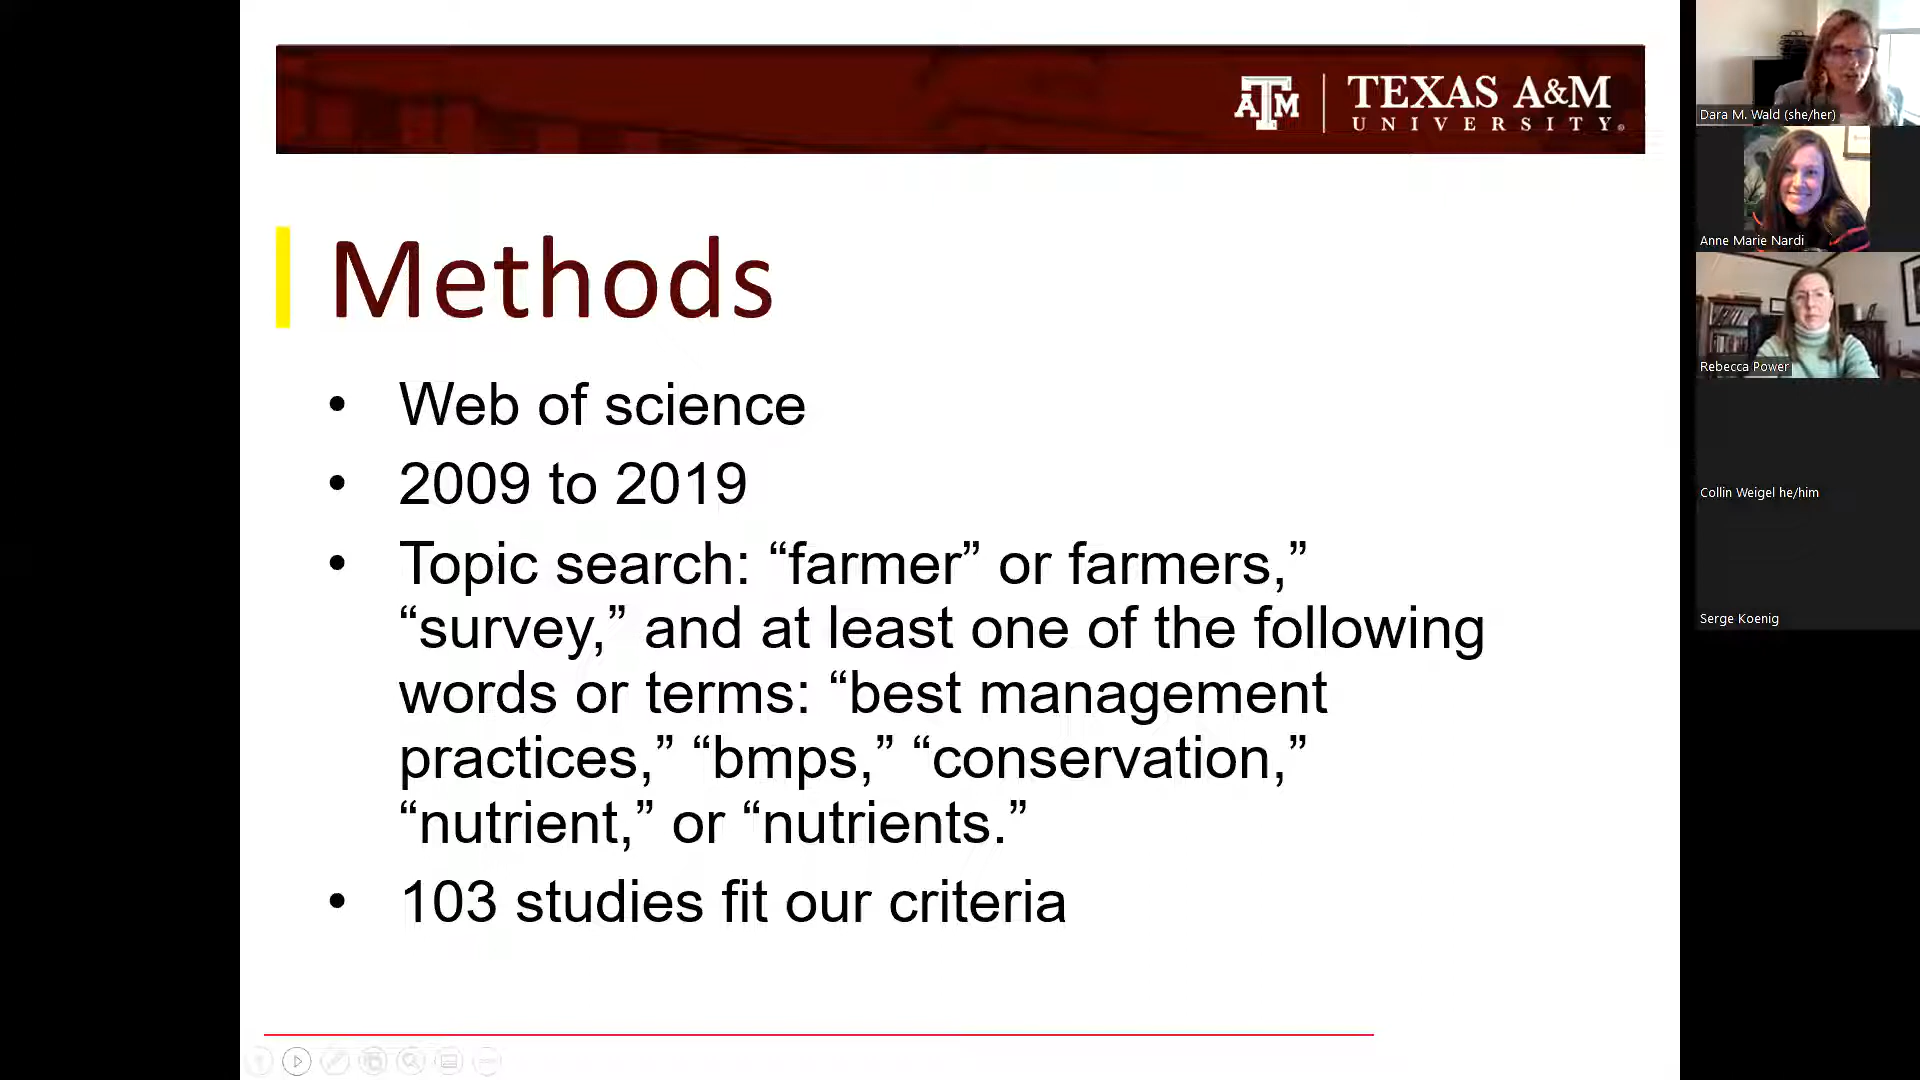 ATM
TEXAS A&M
UNIVERSITY®
Methods
• Web of science
• 2009 to 2019
• Topic search: “farmer” or farmers,”
“survey,” and at least one of the following
words or terms: “best management
practices,” “bmps,” “conservation,”
“nutrient,” or “nutrients.”
• 103 studies fit our criteria
Dara M. Wald (she/her)
Anne Marie Nardi
Rebecca Power
Collin Weigel he/him
Serge Koenig